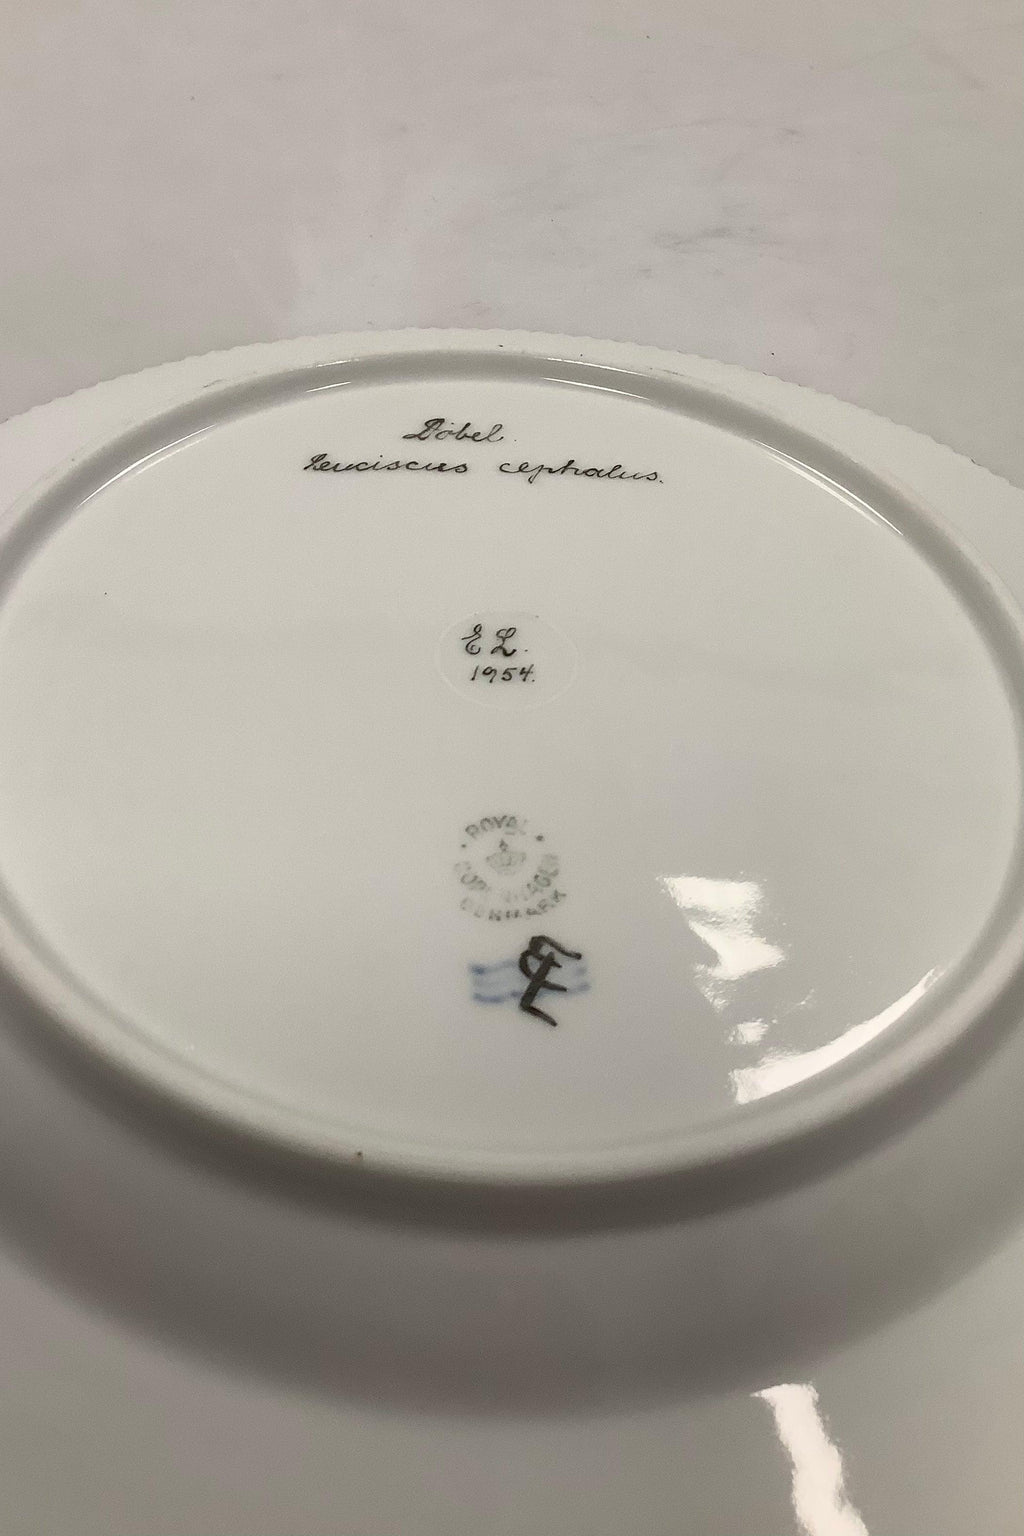 Döbel.
Leuciscus cephalus.
E L.
1954.
ROYAL
COPENHAGEN
DENMARK